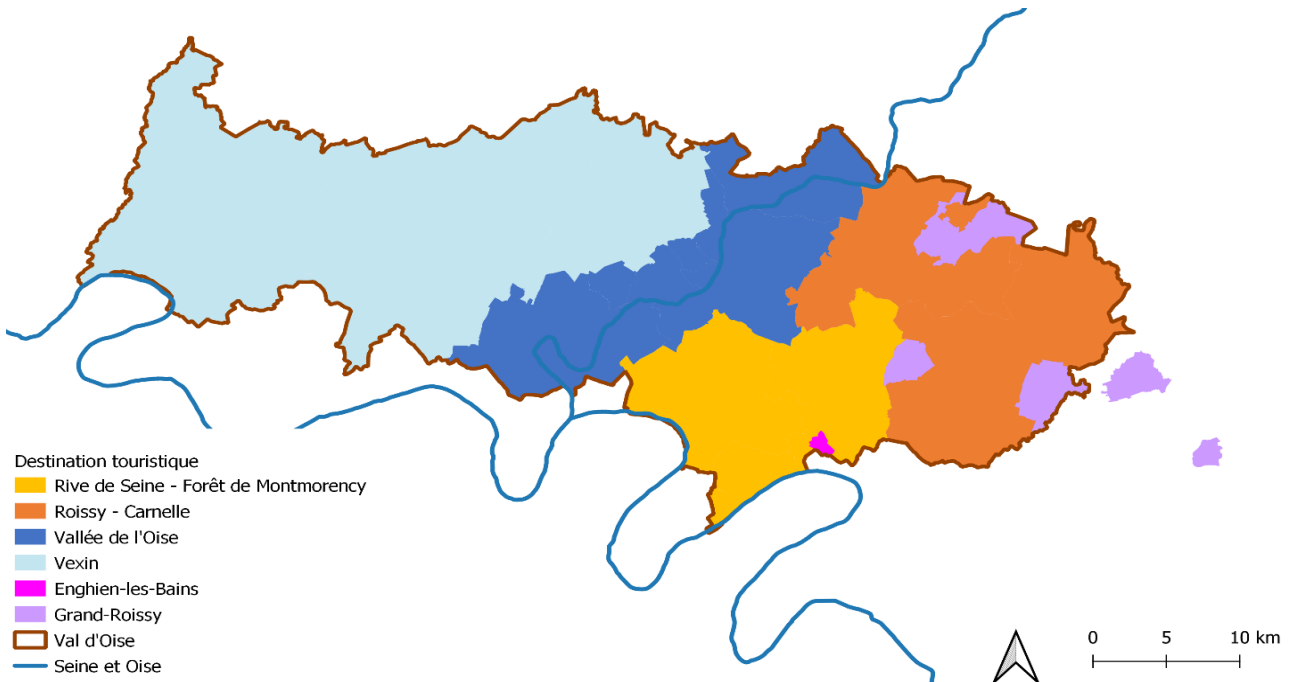 Destination touristique
Rive de Seine - Forêt de Montmorency
Roissy - Carnelle
Vallée de l'Oise
Vexin
Enghien-les-Bains
Grand-Roissy
Val d'Oise
Seine et Oise
0 5 10 km